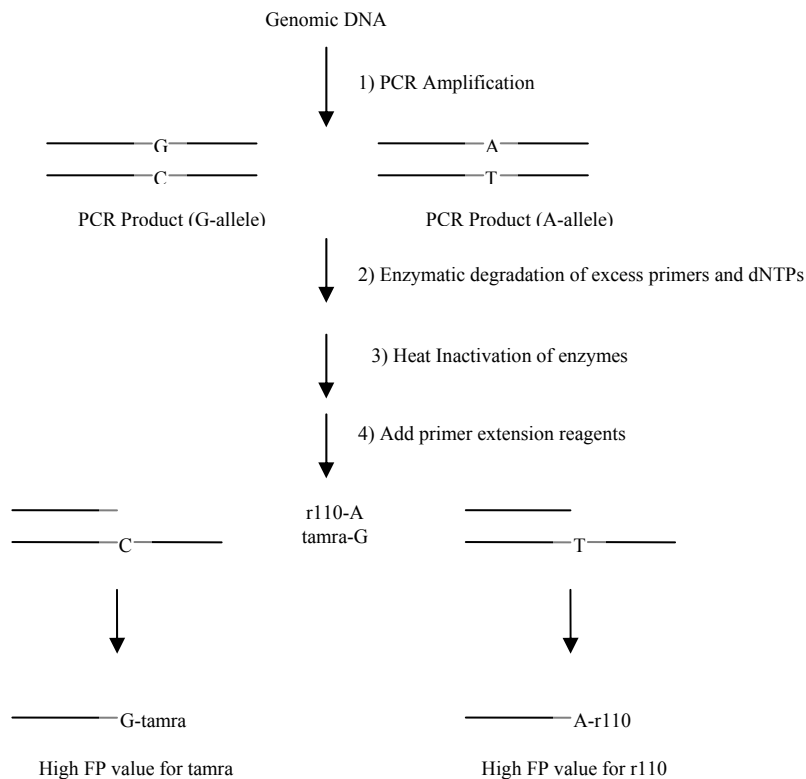 Genomic DNA
1) PCR Amplification
G A
C T
PCR Product (G-allele) PCR Product (A-allele)
2) Enzymatic degradation of excess primers and dNTPs
3) Heat Inactivation of enzymes
4) Add primer extension reagents
r110-A
tamra-G
C T
G-tamra A-r110
High FP value for tamra High FP value for r110